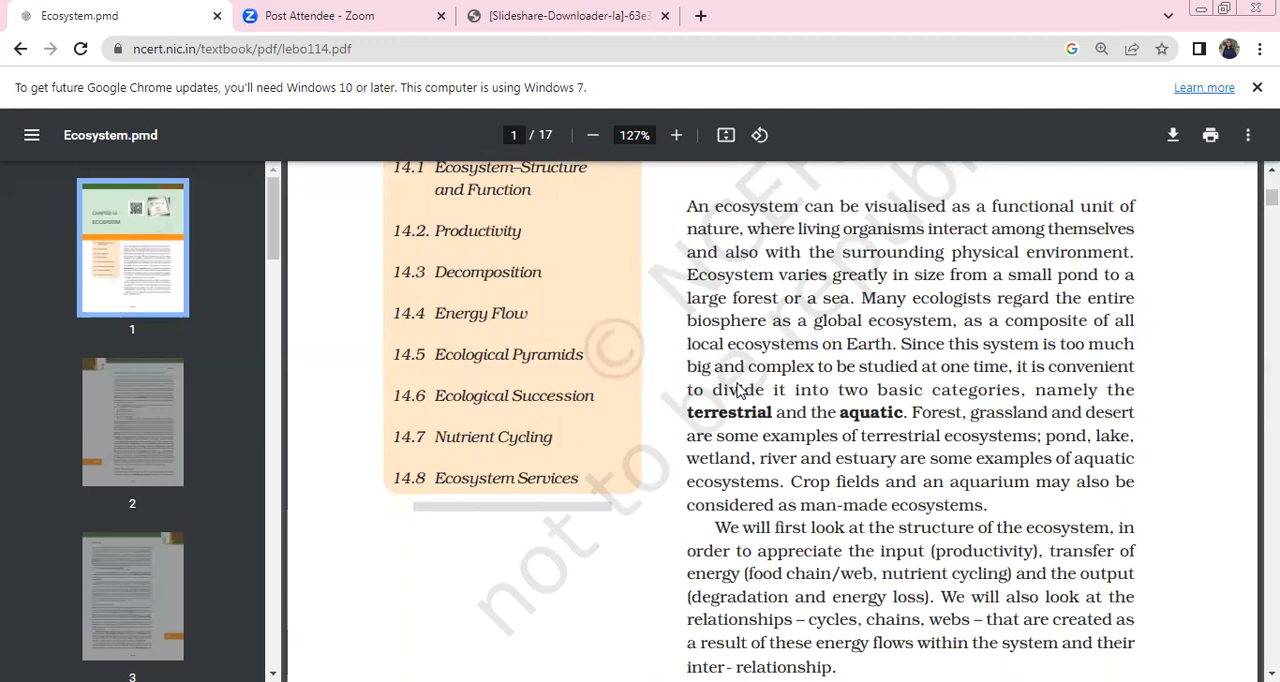 Ecosystem.pmd
Post Attendee - Zoom
[Slideshare-Downloader-la]-63e3
ncert.nic.in/textbook/pdf/lebo114.pdf
To get future Google Chrome updates, you'll need Windows 10 or later. This computer is using Windows 7.
Learn more
Ecosystem.pmd
1 / 17
127%
1
2
3
14.1 Ecosystem–Structure
and Function
14.2. Productivity
14.3 Decomposition
14.4 Energy Flow
14.5 Ecological Pyramids
14.6 Ecological Succession
14.7 Nutrient Cycling
14.8 Ecosystem Services
An ecosystem can be visualised as a functional unit of
nature, where living organisms interact among themselves
and also with the surrounding physical environment.
Ecosystem varies greatly in size from a small pond to a
large forest or a sea. Many ecologists regard the entire
biosphere as a global ecosystem, as a composite of all
local ecosystems on Earth. Since this system is too much
big and complex to be studied at one time, it is convenient
to divide it into two basic categories, namely the
terrestrial and the aquatic. Forest, grassland and desert
are some examples of terrestrial ecosystems; pond, lake,
wetland, river and estuary are some examples of aquatic
ecosystems. Crop fields and an aquarium may also be
considered as man-made ecosystems.
We will first look at the structure of the ecosystem, in
order to appreciate the input (productivity), transfer of
energy (food chain/web, nutrient cycling) and the output
(degradation and energy loss). We will also look at the
relationships – cycles, chains, webs – that are created as
a result of these energy flows within the system and their
inter- relationship.
© NCER
not to be republ